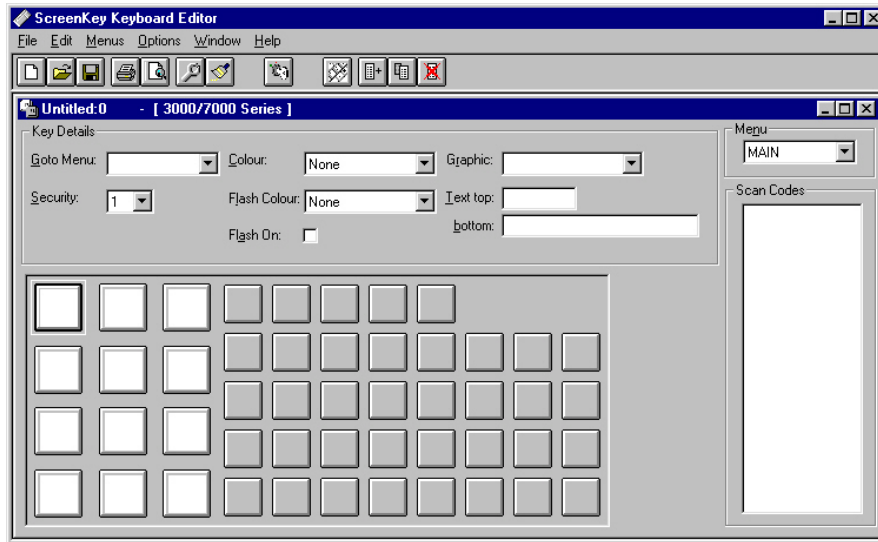 ScreenKey Keyboard Editor
File Edit Menus Options Window Help
Untitled:0 - [ 3000/7000 Series ]
Key Details
Goto Menu:
Colour: None
Graphic:
Security: 1
Flash Colour: None
Text top:
bottom:
Flash On:
Menu
MAIN
Scan Codes